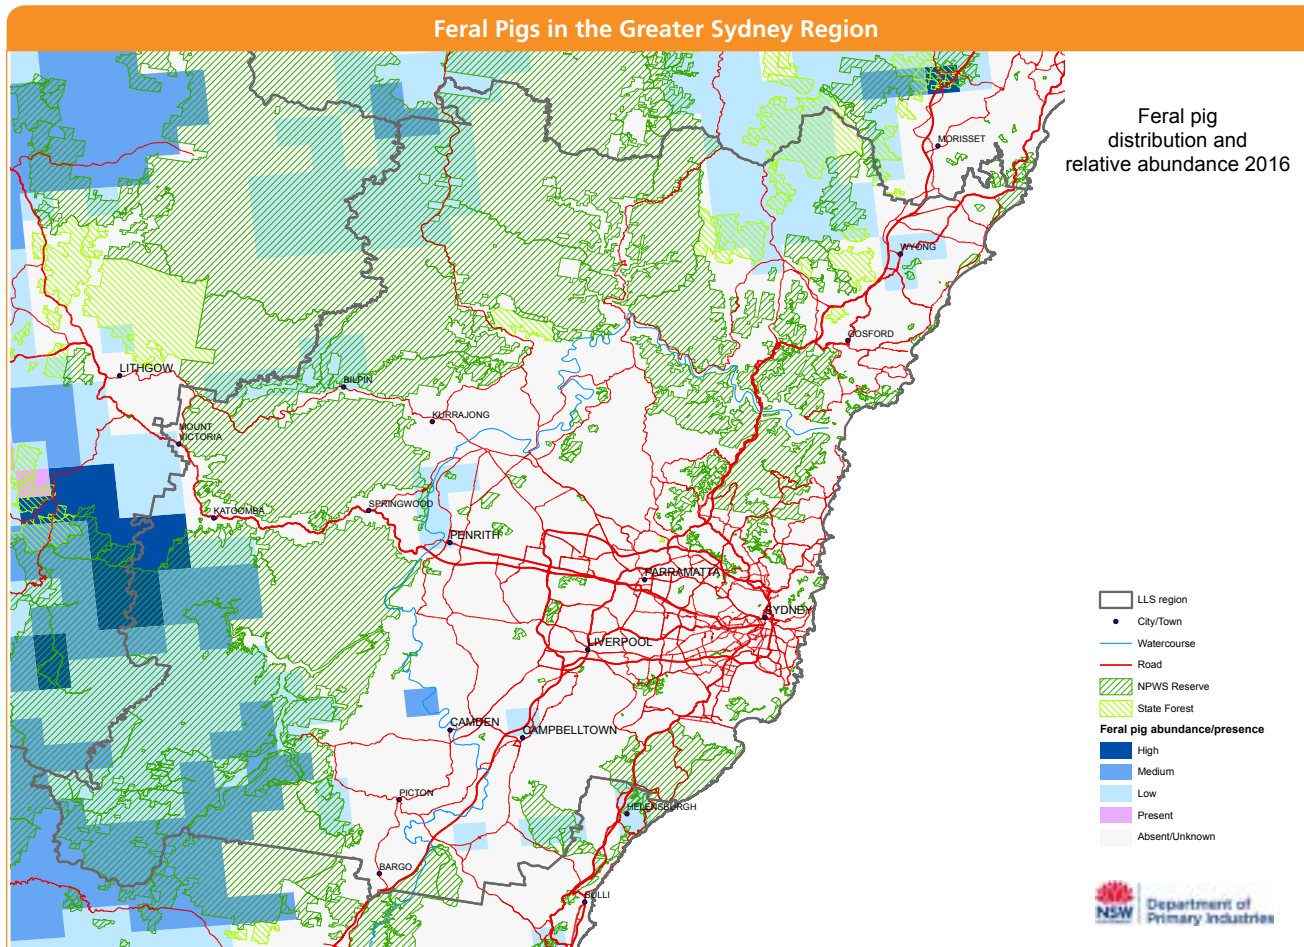 Feral Pigs in the Greater Sydney Region
Feral pig
distribution and
relative abundance 2016
MORISSET
WYONG
GOSFORD
LITHGOW
BILPIN
KURRAJONG
MOUNT
VICTORIA
SPRINGWOOD
KATOOMBA
PENRITH
PARRAMATTA
SYDNEY
LIVERPOOL
CAMDEN
CAMPBELLTOWN
PICTON
HELENSBURGH
BARGO
BULLI
LLS region
City/Town
Watercourse
Road
NPWS Reserve
State Forest
Feral pig abundance/presence
High
Medium
Low
Present
Absent/Unknown
NSW
GOVERNMENT
Department of
Primary Industries